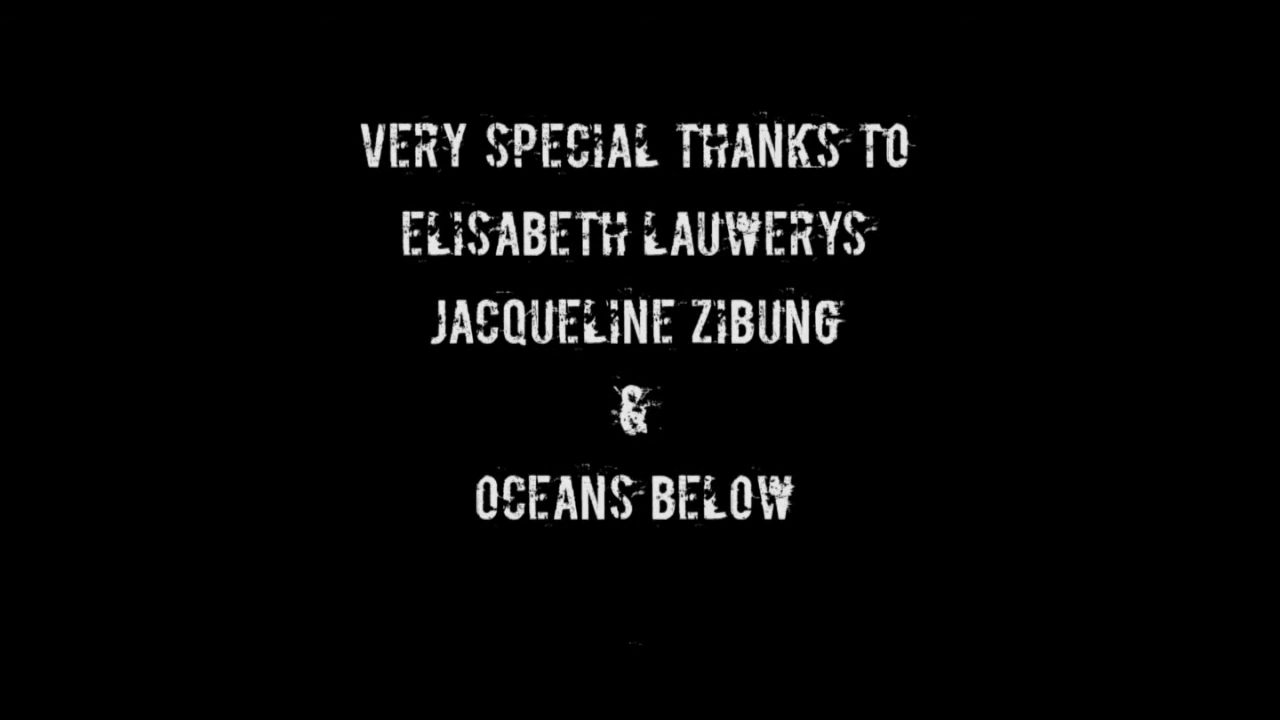 VERY SPECIAL THANKS TO
ELISABETH LAUWERYS
JACQUELINE ZIBUNG
&
OCEANS BELOW